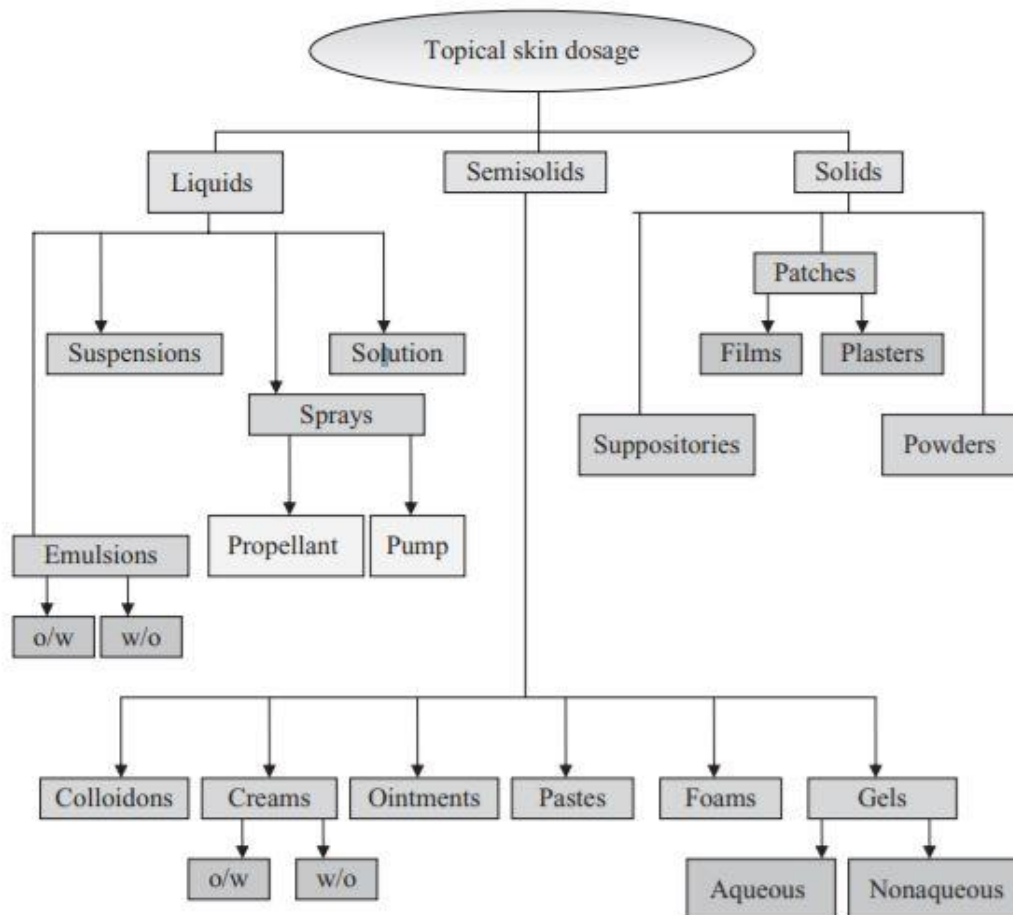 Topical skin dosage
Liquids
Semisolids
Solids
Patches
Suspensions
Solution
Films
Plasters
Sprays
Suppositories
Powders
Propellant
Pump
Emulsions
o/w
w/o
Colloidons
Creams
Ointments
Pastes
Foams
Gels
o/w
w/o
Aqueous
Nonaqueous